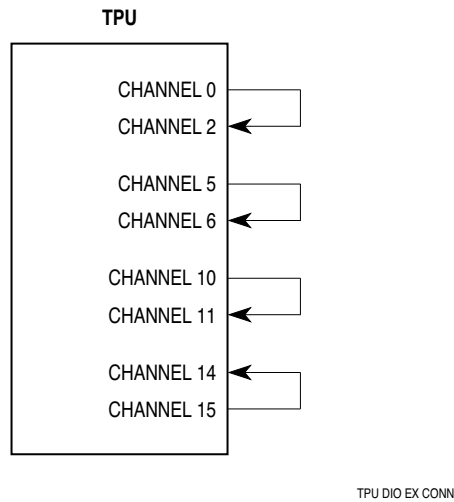 TPU
CHANNEL 0
CHANNEL 2
CHANNEL 5
CHANNEL 6
CHANNEL 10
CHANNEL 11
CHANNEL 14
CHANNEL 15
TPU DIO EX CONN